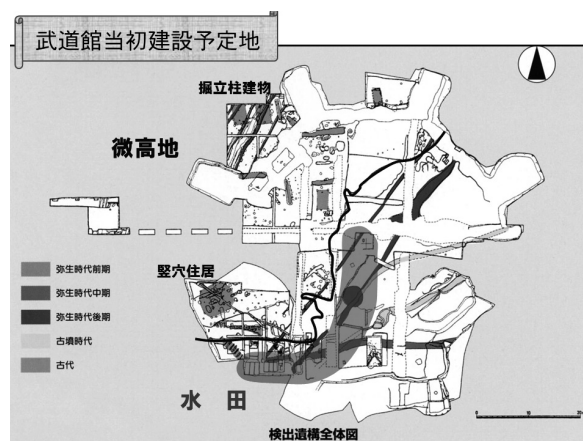 武道館当初建設予定地
掘立柱建物
微高地
竪穴住居
弥生時代前期
弥生時代中期
弥生時代後期
古墳時代
古代
水田
検出遺構全体図